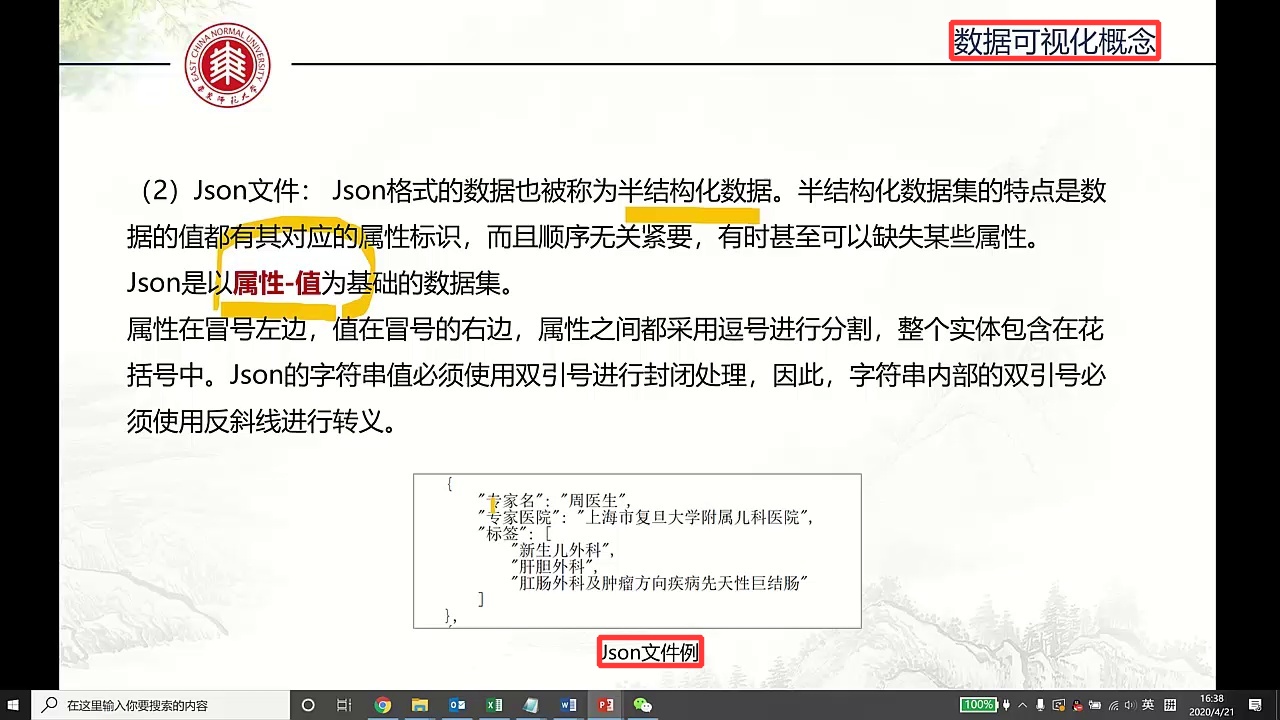 EAST CHINA NORMAL UNIVERSITY
华东师范大学
数据可视化概念
（2）Json文件： Json格式的数据也被称为半结构化数据。半结构化数据集的特点是数
据的值都有其对应的属性标识，而且顺序无关紧要，有时甚至可以缺失某些属性。
Json是以属性-值为基础的数据集。
属性在冒号左边，值在冒号的右边，属性之间都采用逗号进行分割，整个实体包含在花
括号中。Json的字符串值必须使用双引号进行封闭处理，因此，字符串内部的双引号必
须使用反斜线进行转义。
{
"专家名": "周医生",
"专家医院": "上海市复旦大学附属儿科医院",
"标签": [
"新生儿外科",
"肝胆外科",
"肛肠外科及肿瘤方向疾病先天性巨结肠"
]
},
Json文件例
在这里输入你要搜索的内容
100%
英
拼
16:38
2020/4/21